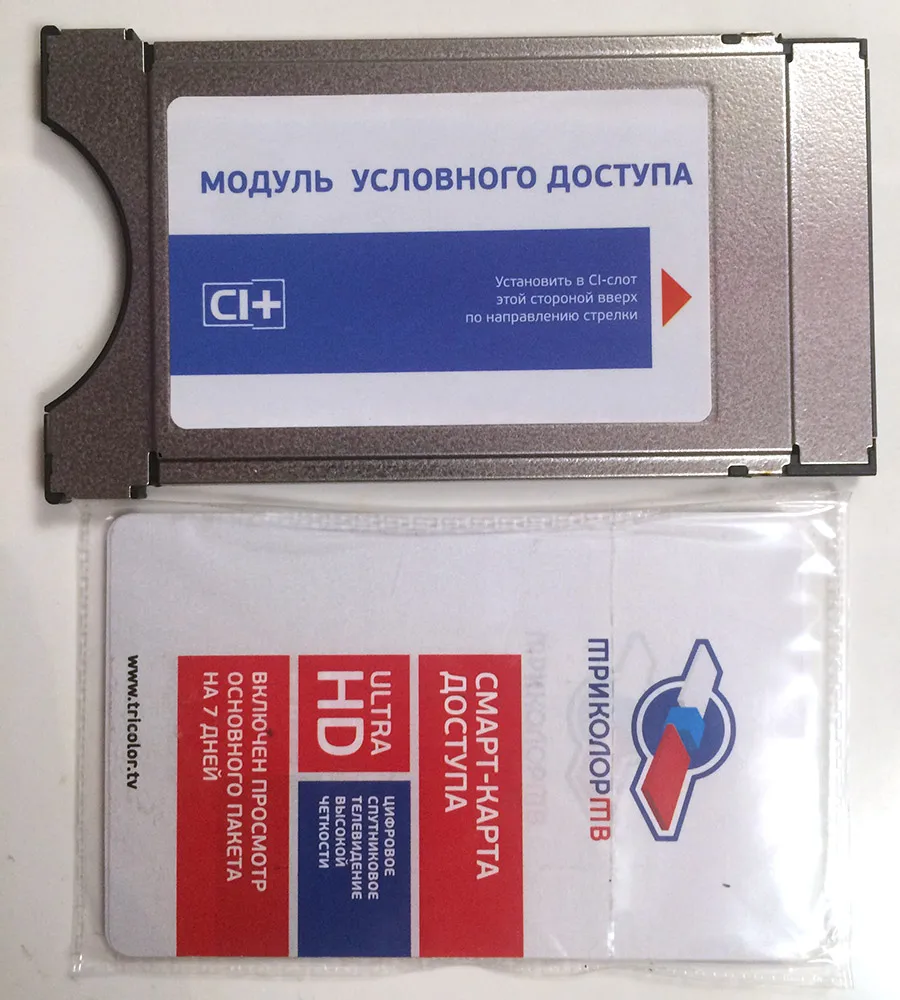 МОДУЛЬ УСЛОВНОГО ДОСТУПА
CI+
Установить в CI-слот
этой стороной вверх
по направлению стрелки
ТРИКОЛОР ТВ
СМАРТ-КАРТА
ДОСТУПА
ULTRA
HD
ЦИФРОВОЕ
СПУТНИКОВОЕ
ТЕЛЕВИДЕНИЕ
ВЫСОКОЙ
ЧЕТКОСТИ
ВКЛЮЧЕН ПРОСМОТР
ОСНОВНОГО ПАКЕТА
НА 7 ДНЕЙ
www.tricolor.tv